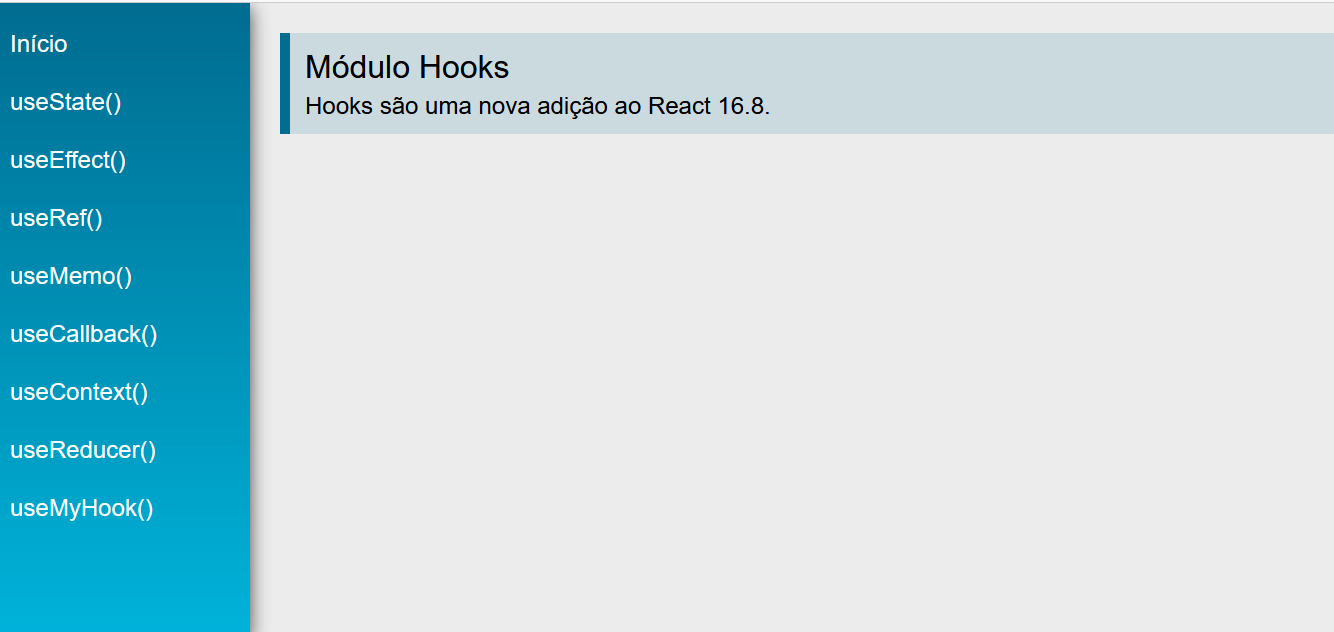 Início
useState()
useEffect()
useRef()
useMemo()
useCallback()
useContext()
useReducer()
useMyHook()
Módulo Hooks
Hooks são uma nova adição ao React 16.8.